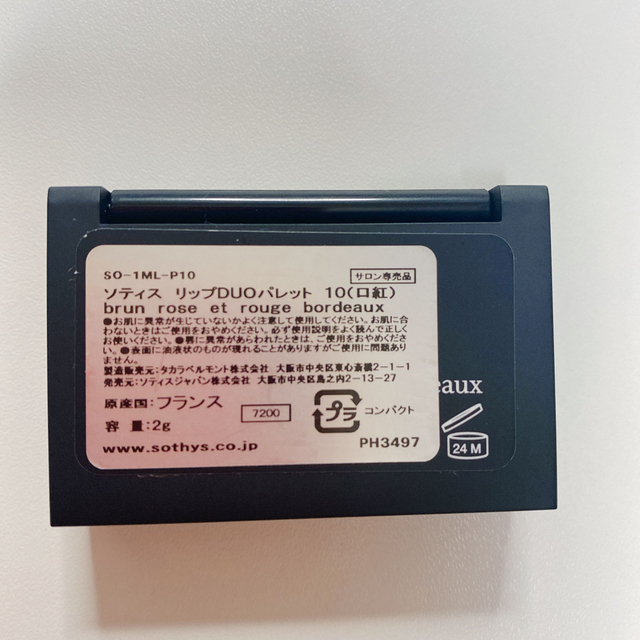 SO-1ML-P10
サロン専売品
ソティス リップDUOパレット 10(口紅)
brun rose et rouge bordeaux
●お肌に異常が生じていないかよく注意して使用してください。お肌に合
わないときはご使用をおやめください。必ず使用説明をよく読んで正しく
お使いください。●唇に異常があらわれたときは、ご使用をおやめくださ
い。●表面に油液状のものが現れることがありますがご使用に問題あり
ません。
製造販売元:タカラベルモント株式会社 大阪市中央区東心斎橋2-1-1
発売元:ソティスジャパン株式会社 大阪市中央区島之内2-13-27
原産国:フランス
7200
プラ
コンパクト
容 量:2g
www.sothys.co.jp
PH3497
eaux
24 M